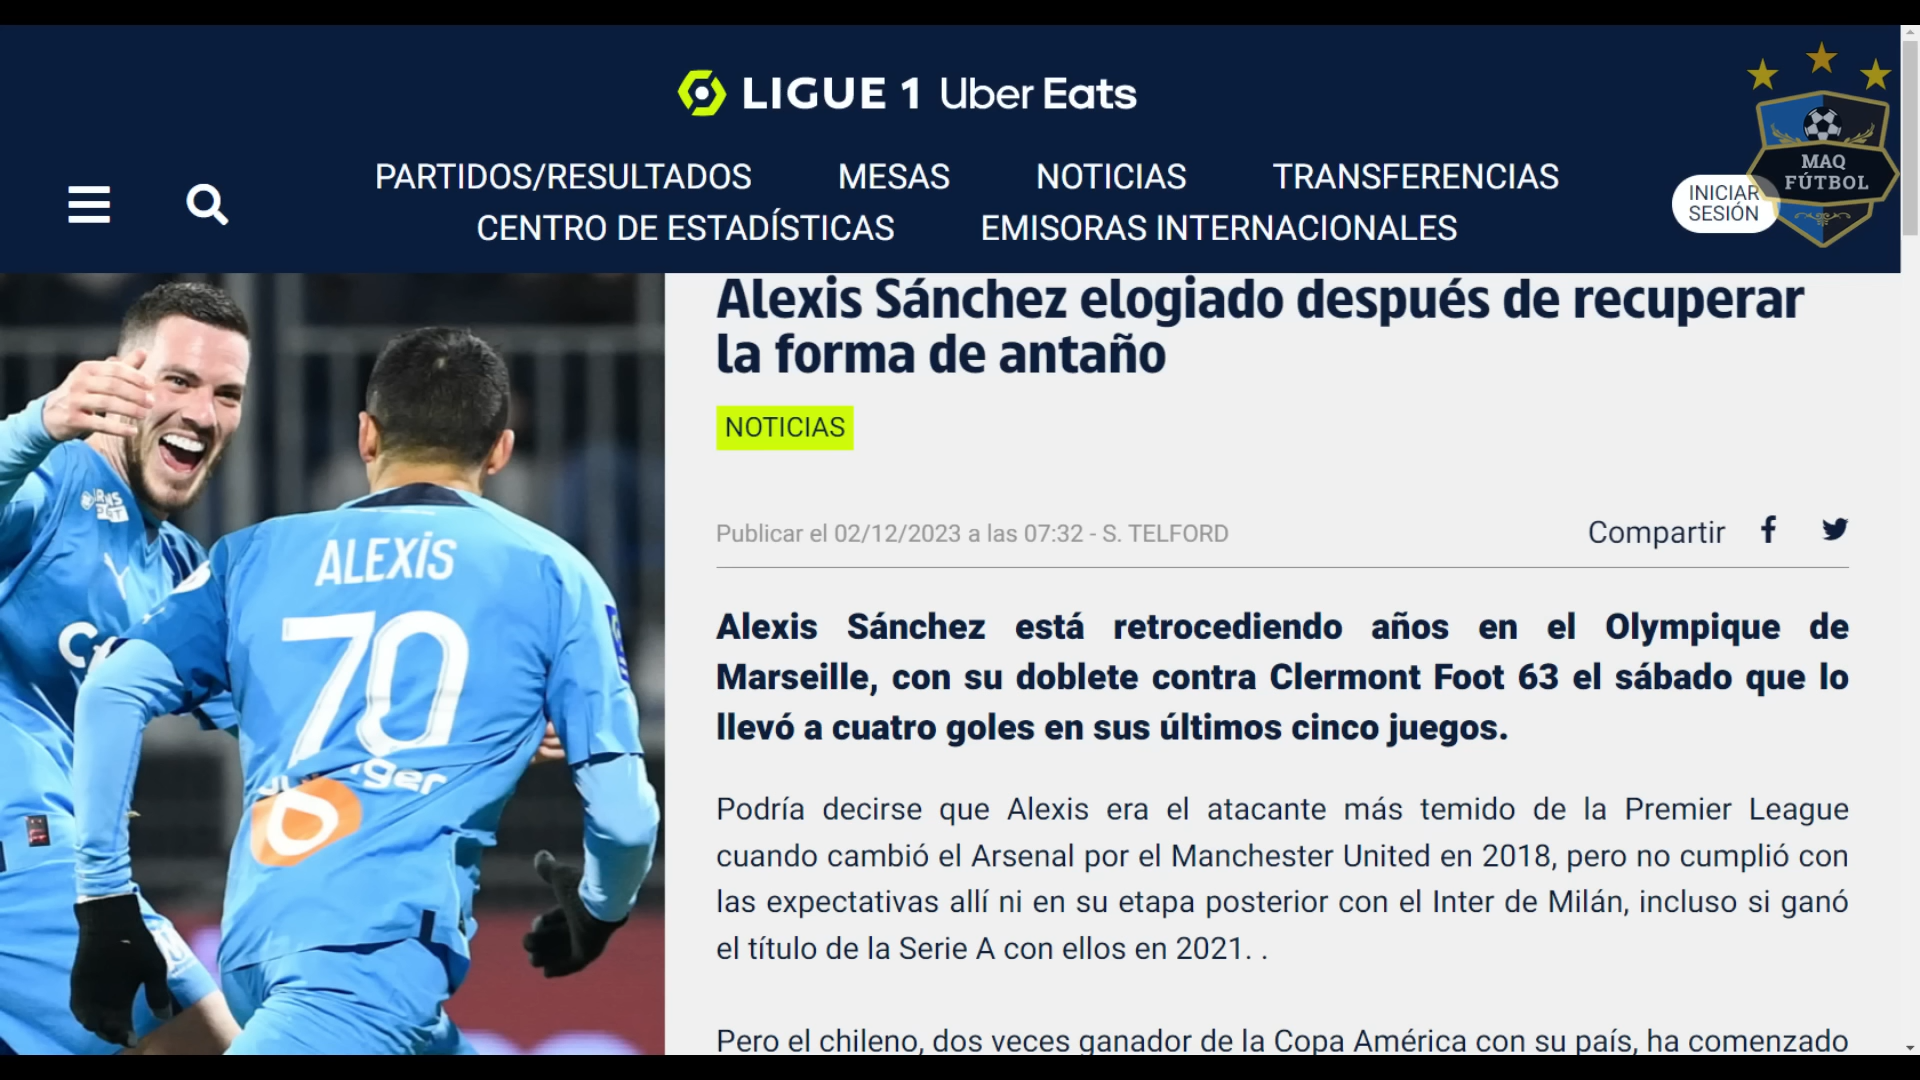 LIGUE 1 Uber Eats
PARTIDOS/RESULTADOS MESAS NOTICIAS TRANSFERENCIAS
CENTRO DE ESTADÍSTICAS EMISORAS INTERNACIONALES
INICIAR
SESIÓN
MAQ
FÚTBOL
Alexis Sánchez elogiado después de recuperar
la forma de antaño
NOTICIAS
Publicar el 02/12/2023 a las 07:32 - S. TELFORD
Compartir
Alexis Sánchez está retrocediendo años en el Olympique de
Marseille, con su doblete contra Clermont Foot 63 el sábado que lo
llevó a cuatro goles en sus últimos cinco juegos.
Podría decirse que Alexis era el atacante más temido de la Premier League
cuando cambió el Arsenal por el Manchester United en 2018, pero no cumplió con
las expectativas allí ni en su etapa posterior con el Inter de Milán, incluso si ganó
el título de la Serie A con ellos en 2021. .
Pero el chileno, dos veces ganador de la Copa América con su país, ha comenzado
ALEXiS
70